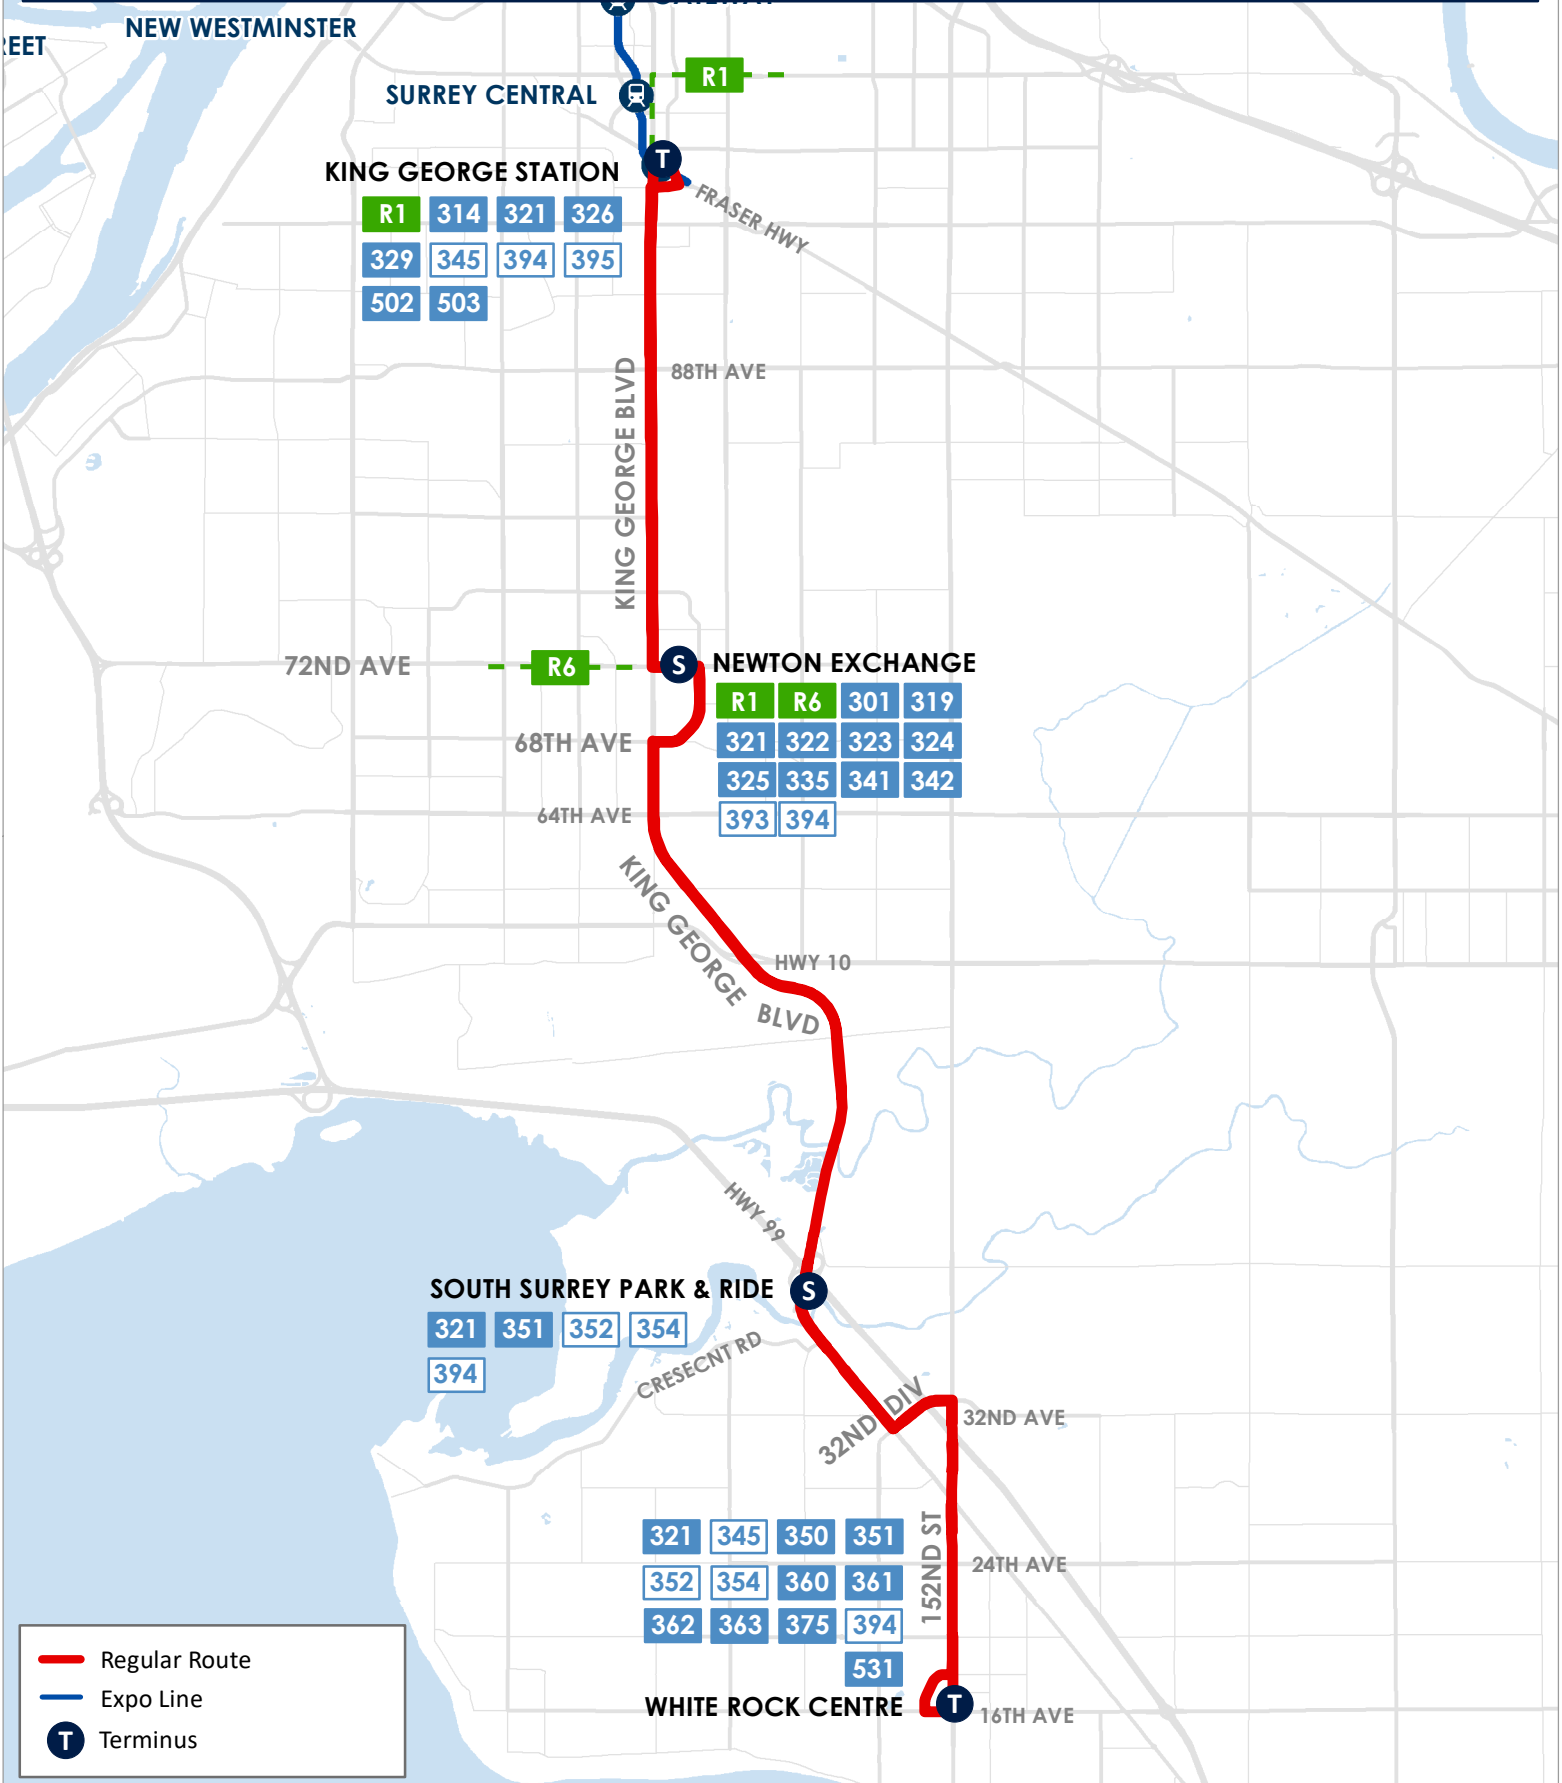 GATEWAY
NEW WESTMINSTER
REET
R1
SURREY CENTRAL
T
KING GEORGE STATION
FRASER HWY
R1 314 321 326
329 345 394 395
502 503
88TH AVE
KING GEORGE BLVD
72ND AVE
R6
S
NEWTON EXCHANGE
R1 R6 301 319
321 322 323 324
325 335 341 342
393 394
68TH AVE
64TH AVE
KING GEORGE BLVD
HWY 10
HWY 99
SOUTH SURREY PARK & RIDE
S
321 351 352 354
394
CRESECNT RD
32ND DIV
32ND AVE
321 345 350 351
352 354 360 361
362 363 375 394
531
152ND ST
24TH AVE
WHITE ROCK CENTRE
T
16TH AVE
Regular Route
Expo Line
T Terminus